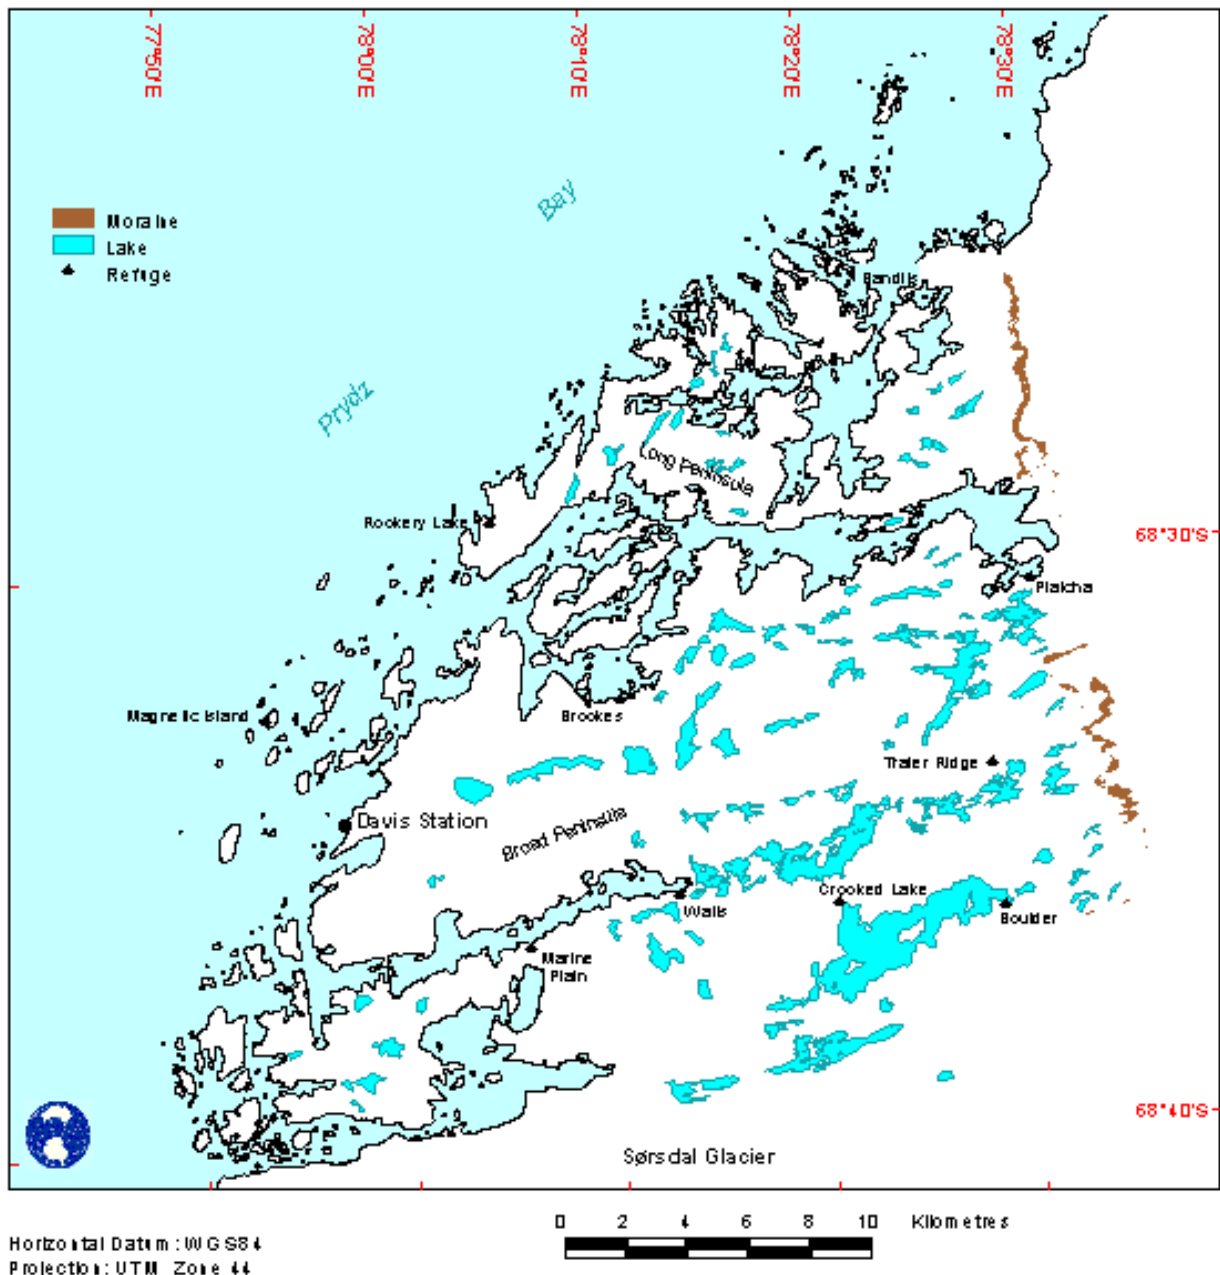 77°50'E
78°00'E
78°10'E
78°20'E
78°30'E
Bay
Moraine
Lake
Refuge
Bandits
Prydz
Long Peninsula
Rookery Lake
68°30'S
Platcha
Magnetic Island
Brookes
Trajer Ridge
Davis Station
Broad Peninsula
Crooked Lake
Watts
Boulder
Marine
Plain
68°40'S
Sørsdal Glacier
0 2 4 6 8 10 Kilometres
Horizontal Datum: WGS84
Projection: UTM Zone 44